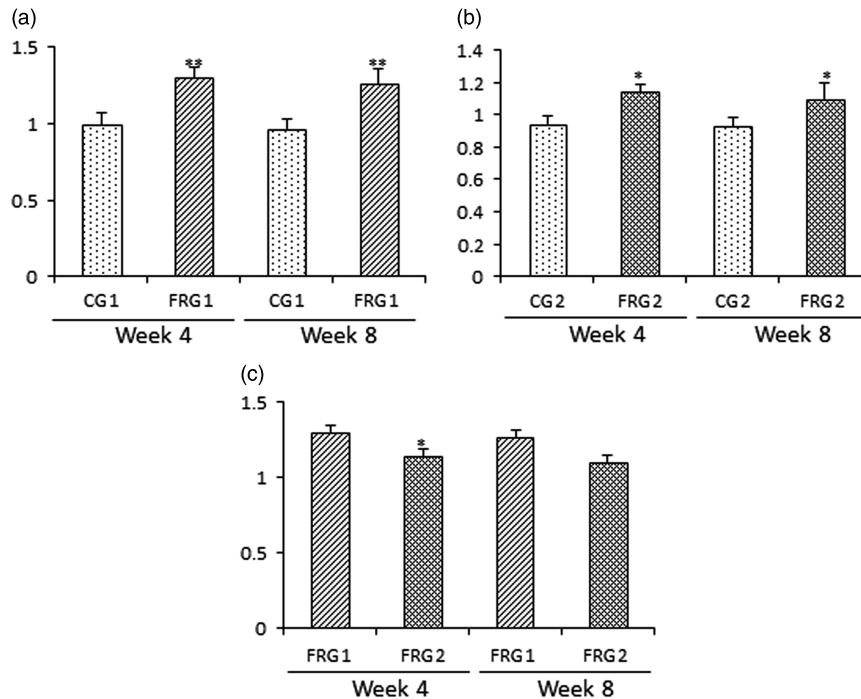 (a)
1.5
1
0.5
0
** **
CG1 FRG1 CG1 FRG1
Week 4 Week 8
(b)
1.4
1.2
1
0.8
0.6
0.4
0.2
0
* *
CG2 FRG2 CG2 FRG2
Week 4 Week 8
(c)
1.5
1
0.5
0
*
FRG1 FRG2 FRG1 FRG2
Week 4 Week 8